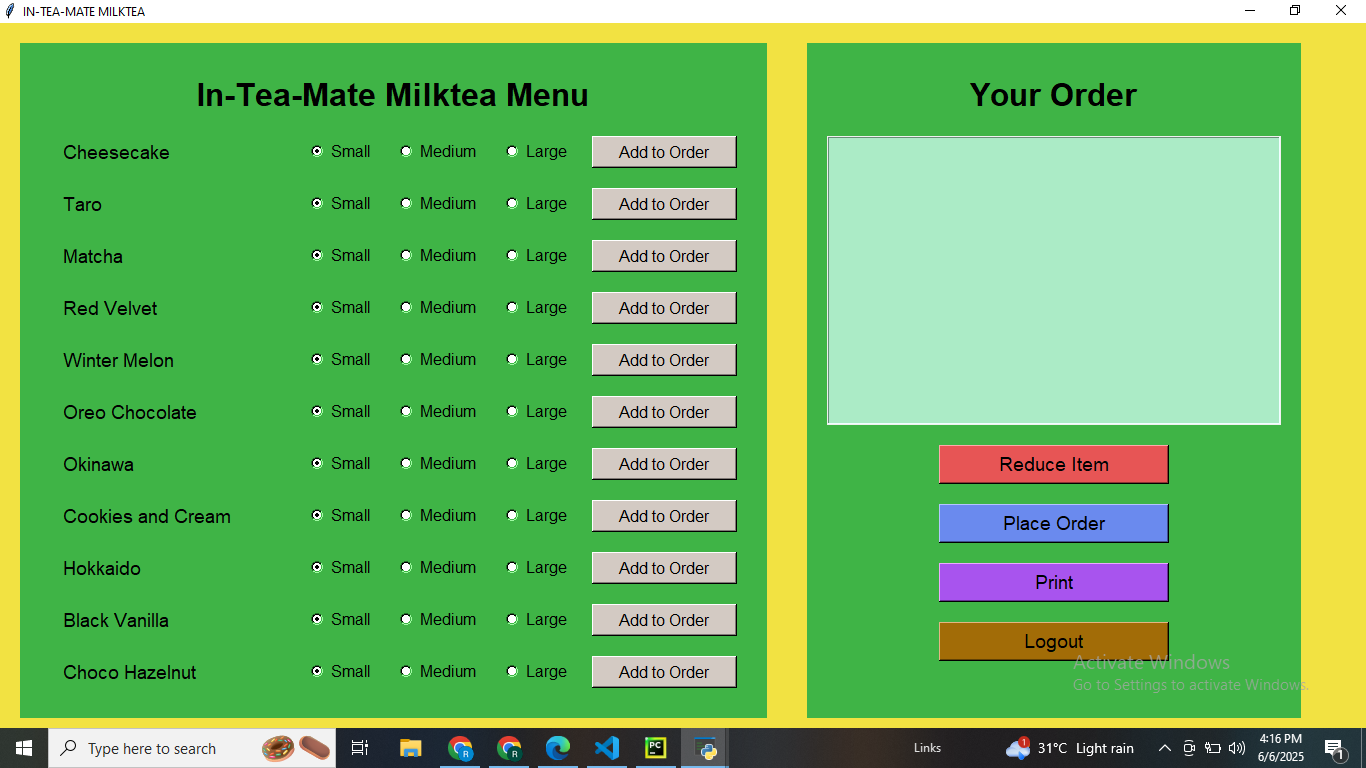 IN-TEA-MATE MILKTEA
In-Tea-Mate Milktea Menu
Cheesecake Small Medium Large Add to Order
Taro Small Medium Large Add to Order
Matcha Small Medium Large Add to Order
Red Velvet Small Medium Large Add to Order
Winter Melon Small Medium Large Add to Order
Oreo Chocolate Small Medium Large Add to Order
Okinawa Small Medium Large Add to Order
Cookies and Cream Small Medium Large Add to Order
Hokkaido Small Medium Large Add to Order
Black Vanilla Small Medium Large Add to Order
Choco Hazelnut Small Medium Large Add to Order
Your Order
Reduce Item
Place Order
Print
Logout
Activate Windows
Go to Settings to activate Windows.
Type here to search
R
R
PC
Links
1
31°C Light rain
4:16 PM
6/6/2025
1